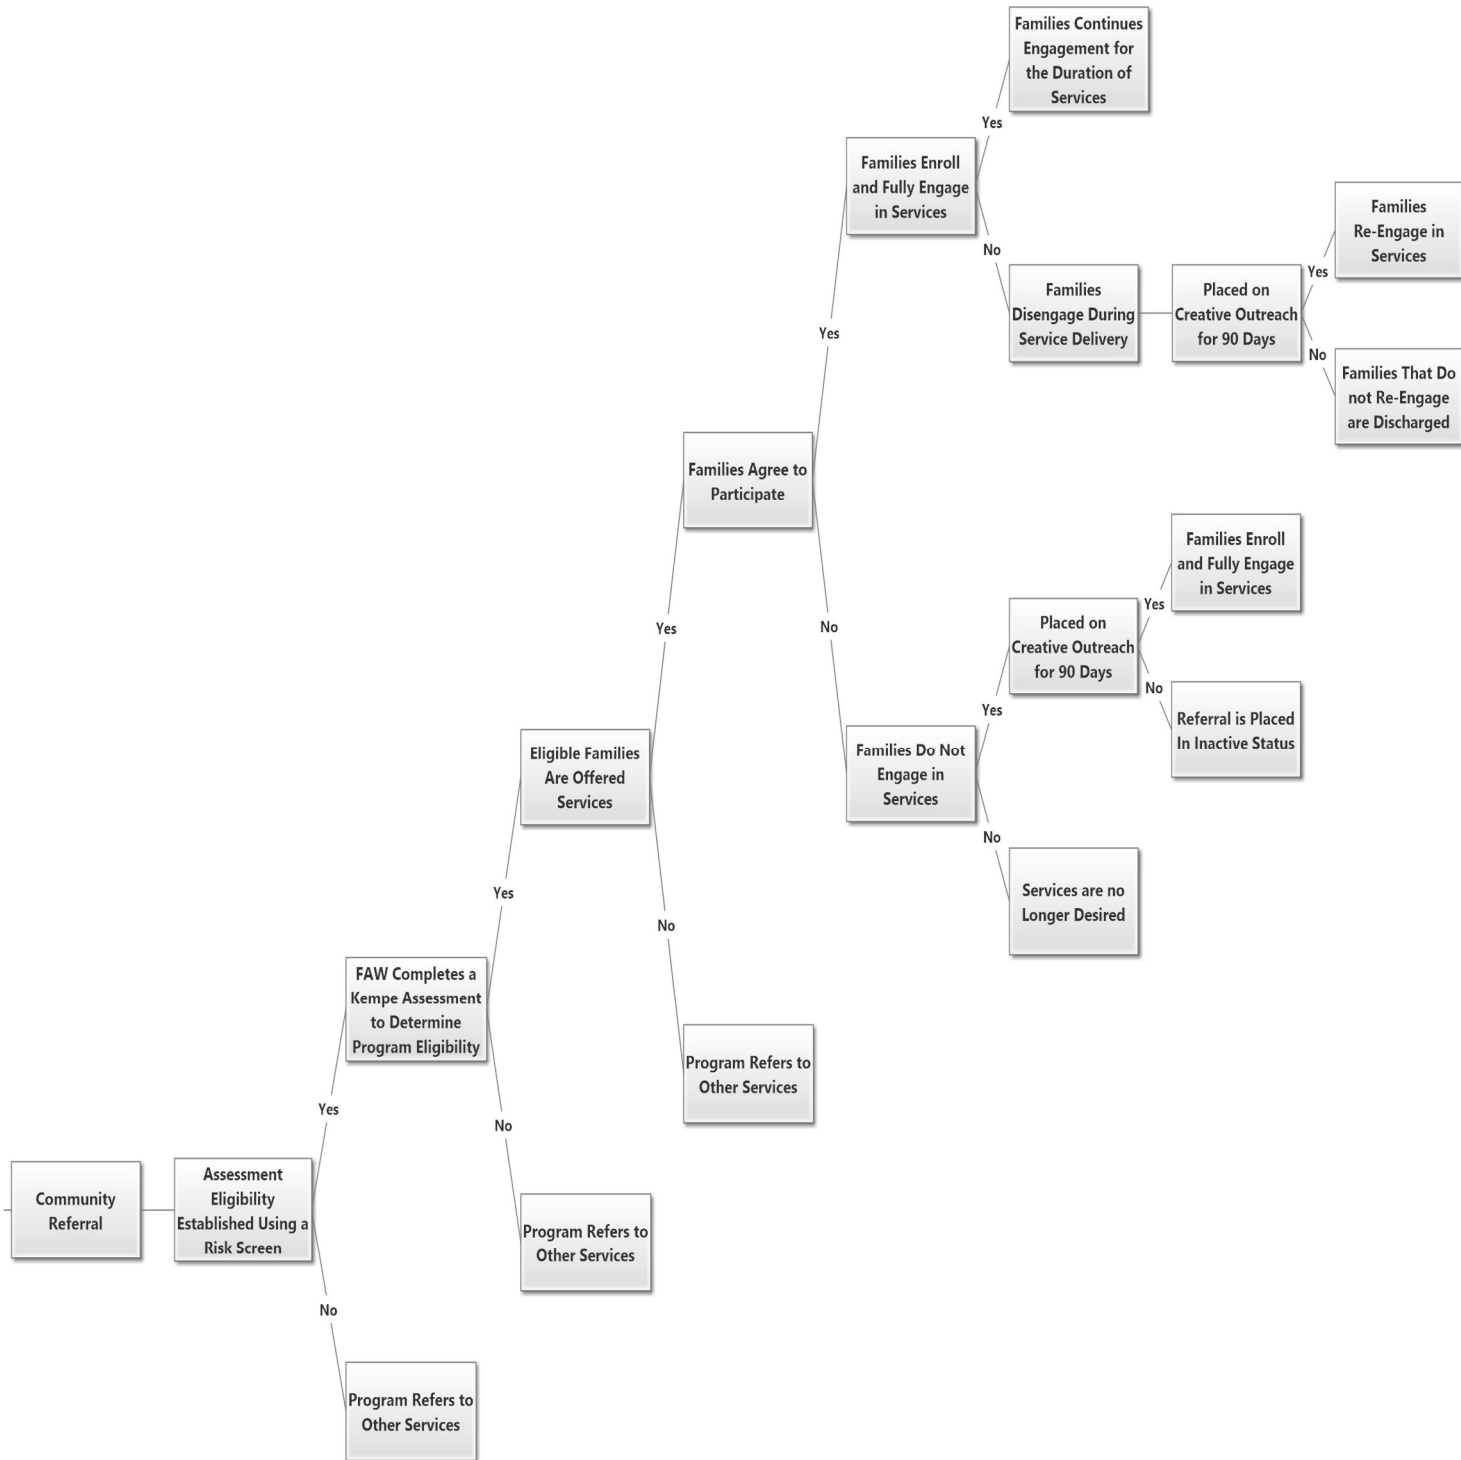 Families Continues
Engagement for
the Duration of
Services
Yes
Families Enroll
and Fully Engage
in Services
Families
Re-Engage in
Services
No
Yes
Families
Disengage During
Service Delivery
Placed on
Creative Outreach
for 90 Days
Yes
No
Families That Do
not Re-Engage
are Discharged
Families Agree to
Participate
Families Enroll
and Fully Engage
in Services
Yes
Placed on
Creative Outreach
for 90 Days
Yes
No
No
Referral is Placed
In Inactive Status
Yes
Eligible Families
Are Offered
Services
Families Do Not
Engage in
Services
No
Yes
Services are no
Longer Desired
No
FAW Completes a
Kempe Assessment
to Determine
Program Eligibility
Program Refers to
Other Services
Yes
No
Community
Referral
Assessment
Eligibility
Established Using a
Risk Screen
Program Refers to
Other Services
No
Program Refers to
Other Services